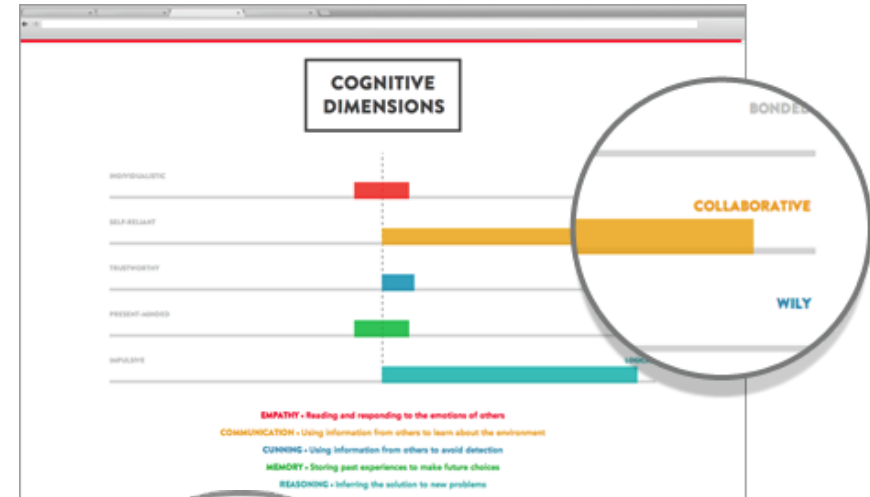 COGNITIVE
DIMENSIONS
BONDED
INDIVIDUALISTIC
COLLABORATIVE
SELF-RELIANT
TRUSTWORTHY
WILY
PRESENT-MINDED
IMPULSIVE
EMPATHY - Reading and responding to the emotions of others
COMMUNICATION - Using information from others to learn about the environment
CUNNING - Using information from others to avoid detection
MEMORY - Storing past experiences to make future choices
REASONING - Inferring the solution to new problems